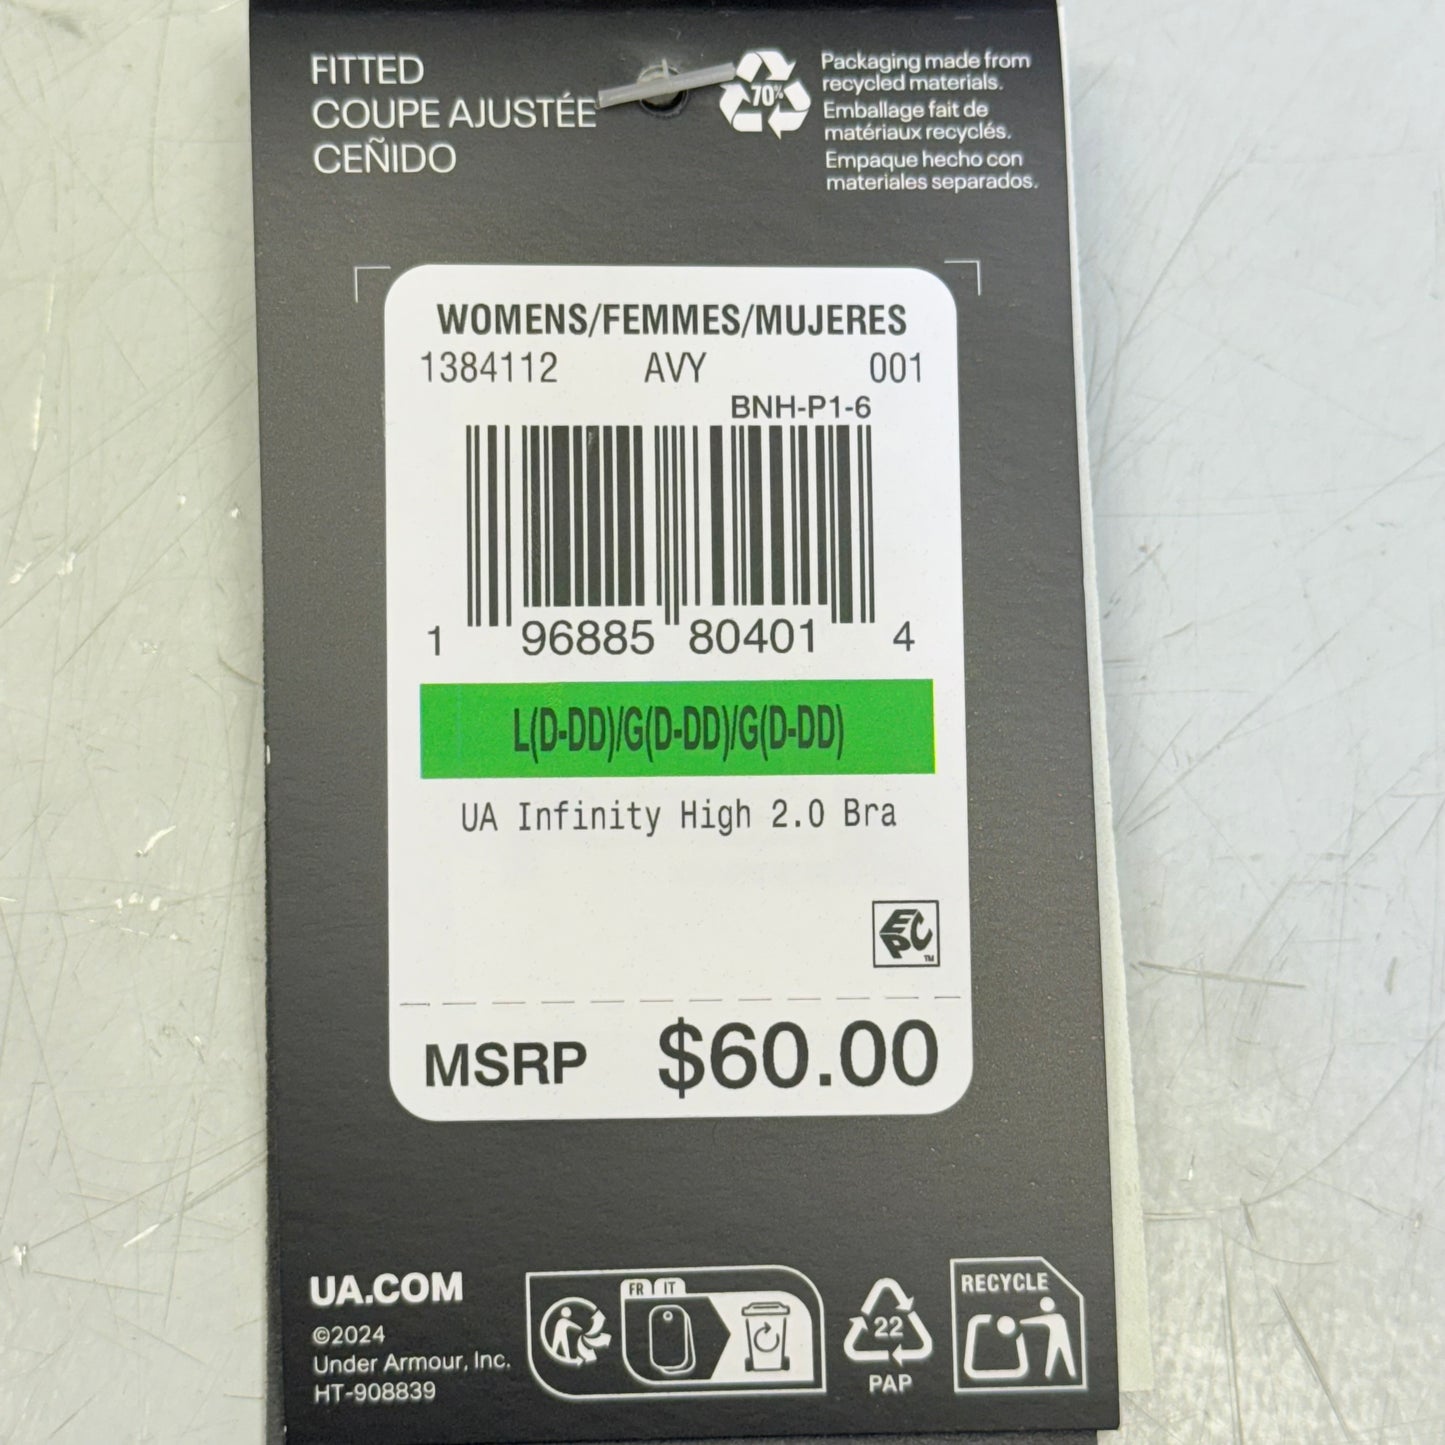 FITTED
COUPE AJUSTÉE
CEÑIDO
70%
Packaging made from
recycled materials.
Emballage fait de
matériaux recyclés.
Empaque hecho con
materiales separados.
WOMENS/FEMMES/MUJERES
1384112 AVY 001
BNH-P1-6
1 96885 80401 4
L(D-DD)/G(D-DD)/G(D-DD)
UA Infinity High 2.0 Bra
EPC TM
MSRP $60.00
UA.COM
©2024
Under Armour, Inc.
HT-908839
FR IT
22
PAP
RECYCLE